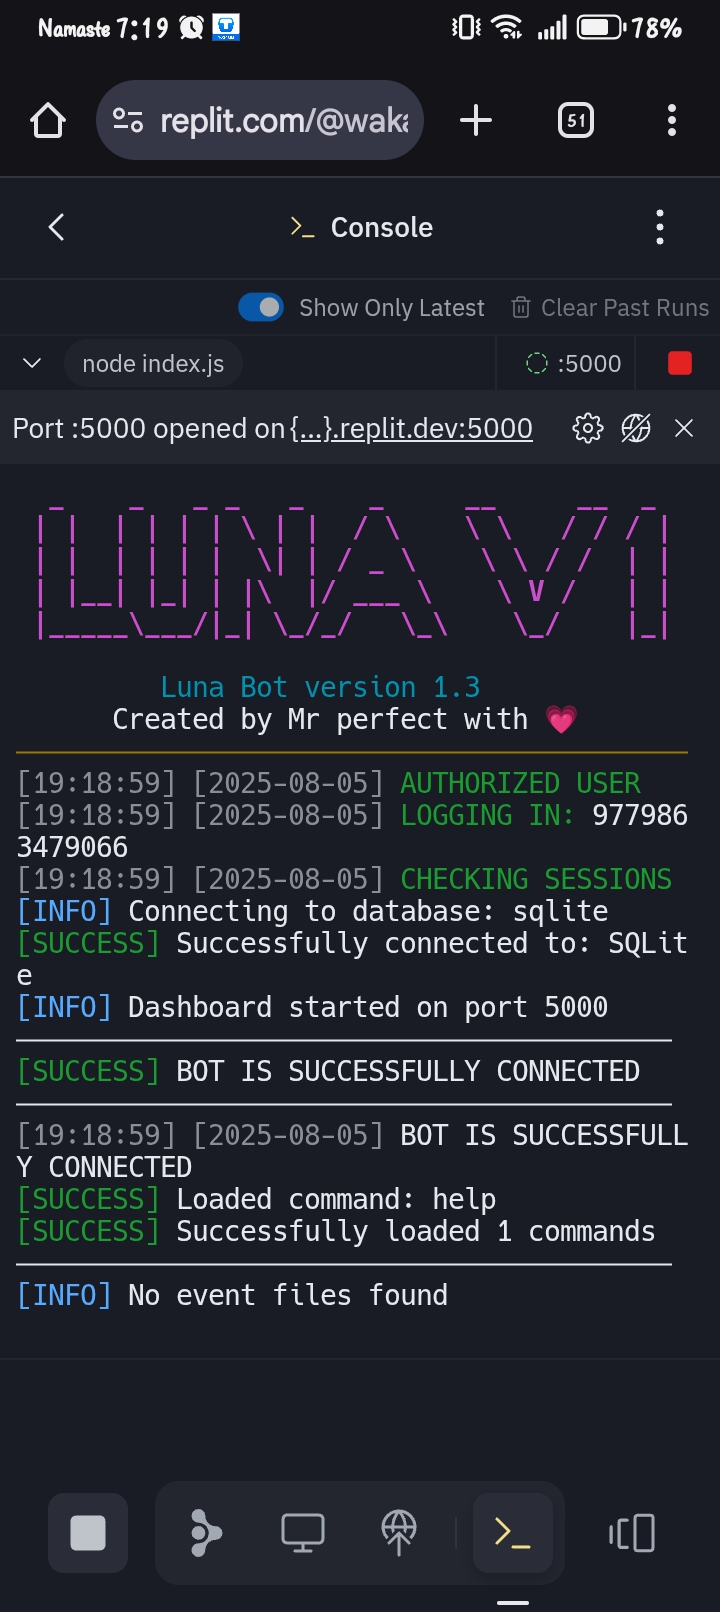 Namaste 7:19 78%
replit.com/@waka 51
Console
Show Only Latest Clear Past Runs
node index.js :5000
Port :5000 opened on {...}.replit.dev:5000
LUNA V1
Luna Bot version 1.3
Created by Mr perfect with 💗
[19:18:59] [2025-08-05] AUTHORIZED USER
[19:18:59] [2025-08-05] LOGGING IN: 977986
3479066
[19:18:59] [2025-08-05] CHECKING SESSIONS
[INFO] Connecting to database: sqlite
[SUCCESS] Successfully connected to: SQLit
e
[INFO] Dashboard started on port 5000
[SUCCESS] BOT IS SUCCESSFULLY CONNECTED
[19:18:59] [2025-08-05] BOT IS SUCCESSFULL
Y CONNECTED
[SUCCESS] Loaded command: help
[SUCCESS] Successfully loaded 1 commands
[INFO] No event files found